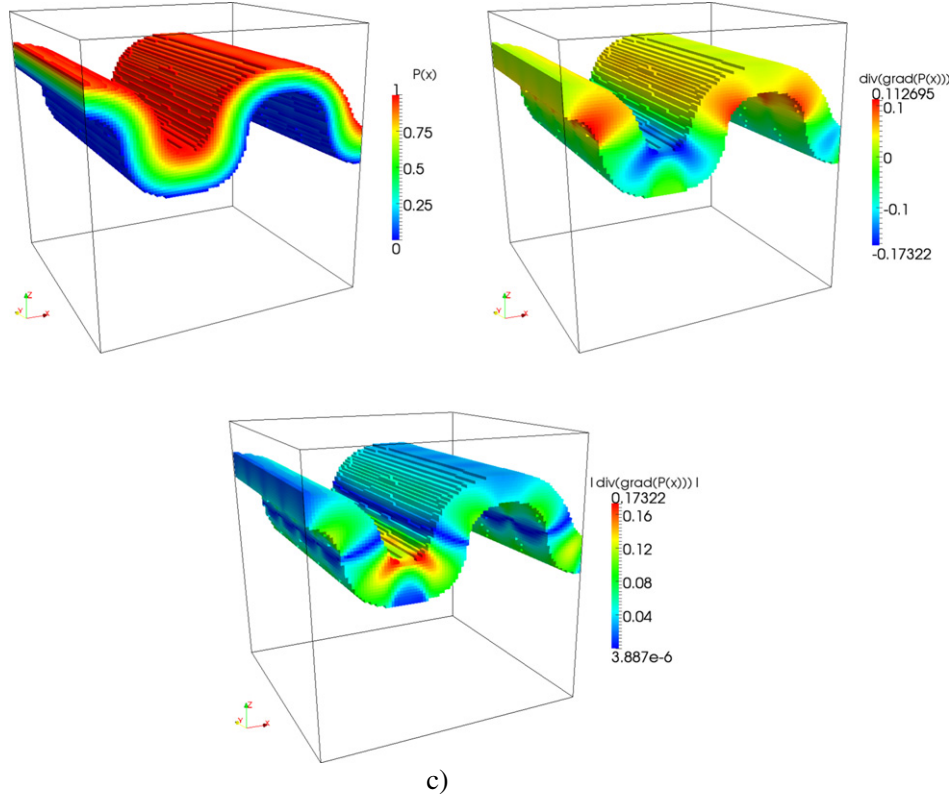 P(x)
1
0.75
0.5
0.25
0
Z
Y
X
div(grad(P(x)))
0.112695
0.1
0
-0.1
-0.17322
Z
Y
X
| div(grad(P(x))) |
0.17322
0.16
0.12
0.08
0.04
3.887e-6
Z
Y
X
c)